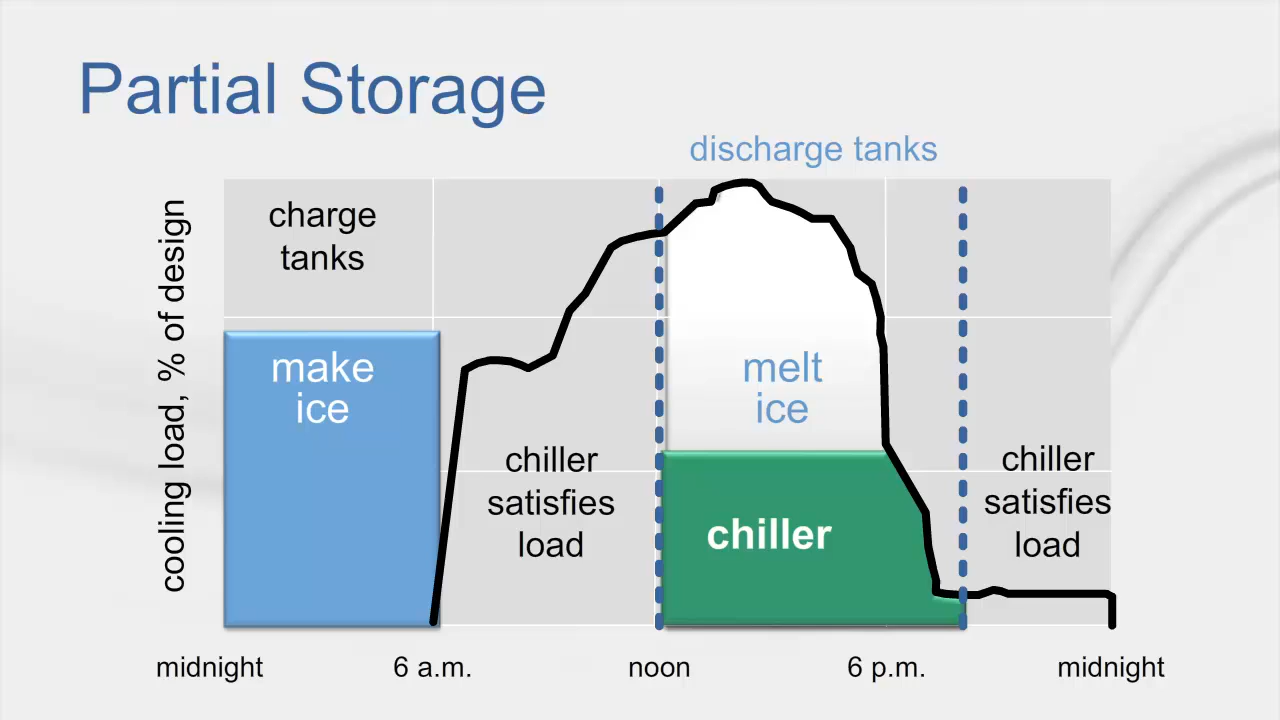 Partial Storage
discharge tanks
cooling load, % of design
charge
tanks
make
ice
chiller
satisfies
load
melt
ice
chiller
chiller
satisfies
load
midnight
6 a.m.
noon
6 p.m.
midnight